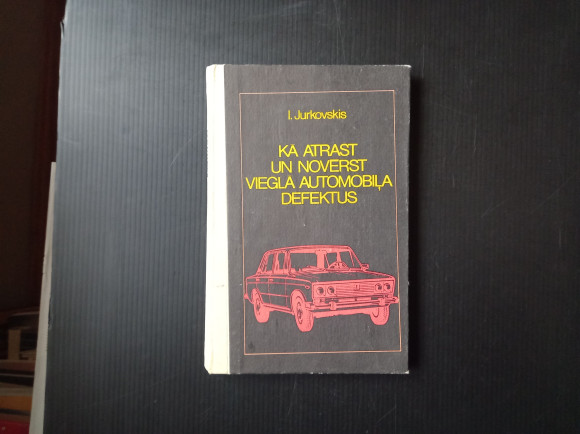 I. Jurkovskis
KĀ ATRAST
UN NOVĒRST
VIEGLĀ AUTOMOBIĻA
DEFEKTUS